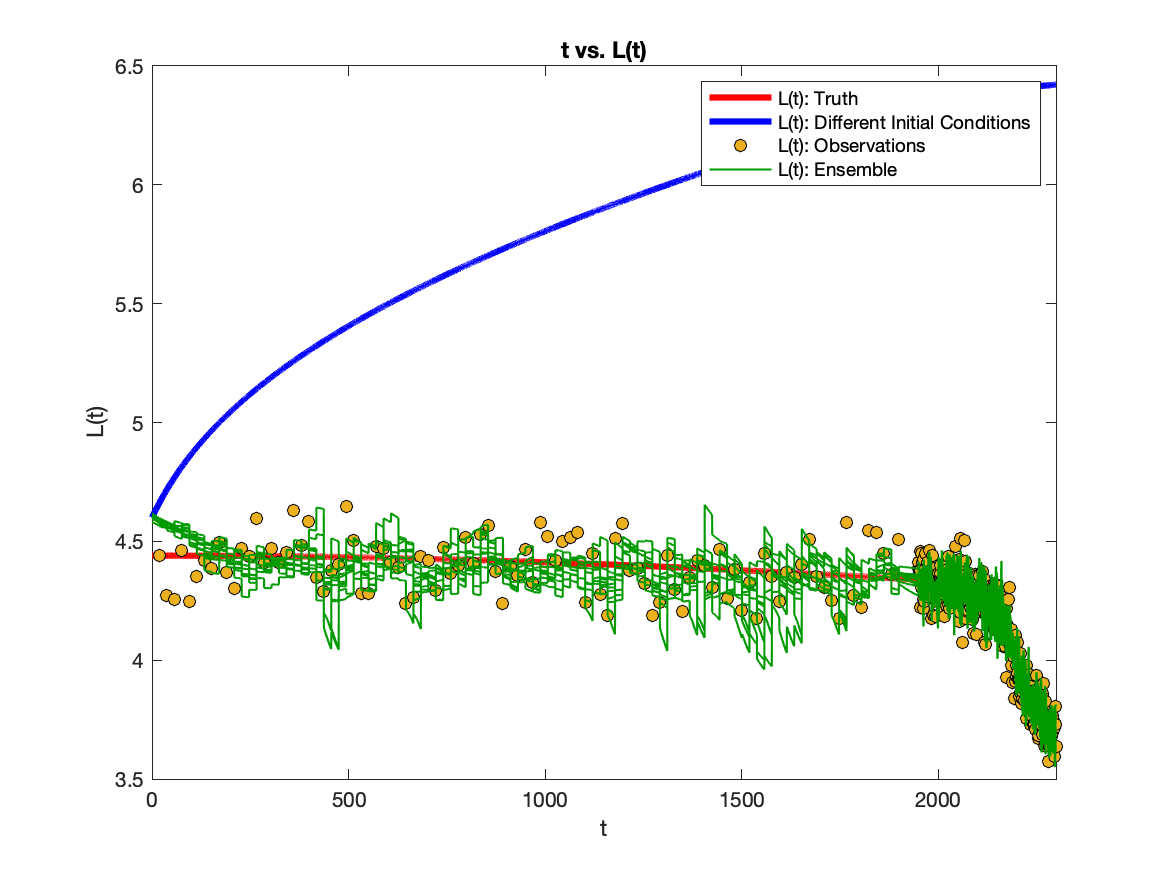 t vs. L(t)
6.5
6
5.5
5
4.5
4
3.5
L(t)
L(t): Truth
L(t): Different Initial Conditions
L(t): Observations
L(t): Ensemble
0 500 1000 1500 2000
t